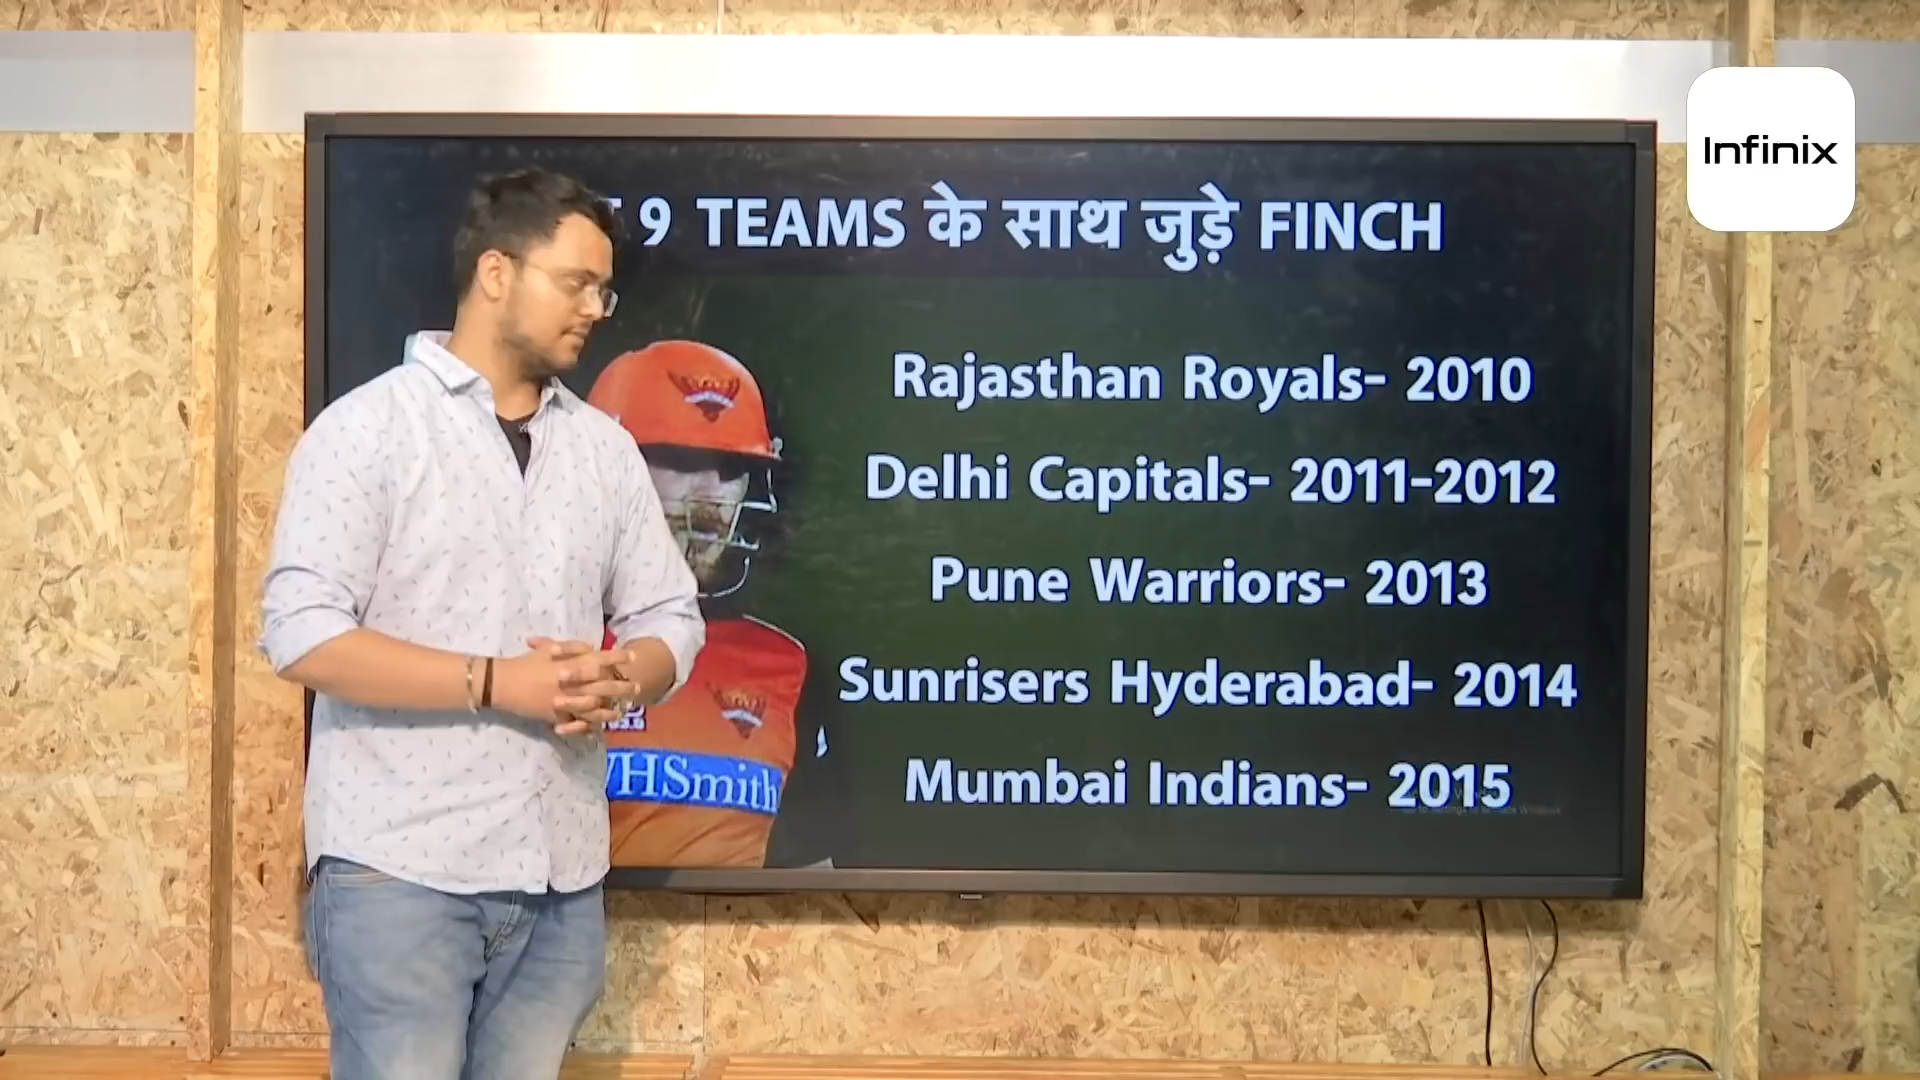 Infinix
9 TEAMS के साथ जुड़े FINCH
Rajasthan Royals- 2010
Delhi Capitals- 2011-2012
Pune Warriors- 2013
Sunrisers Hyderabad- 2014
Mumbai Indians- 2015
WHSmith